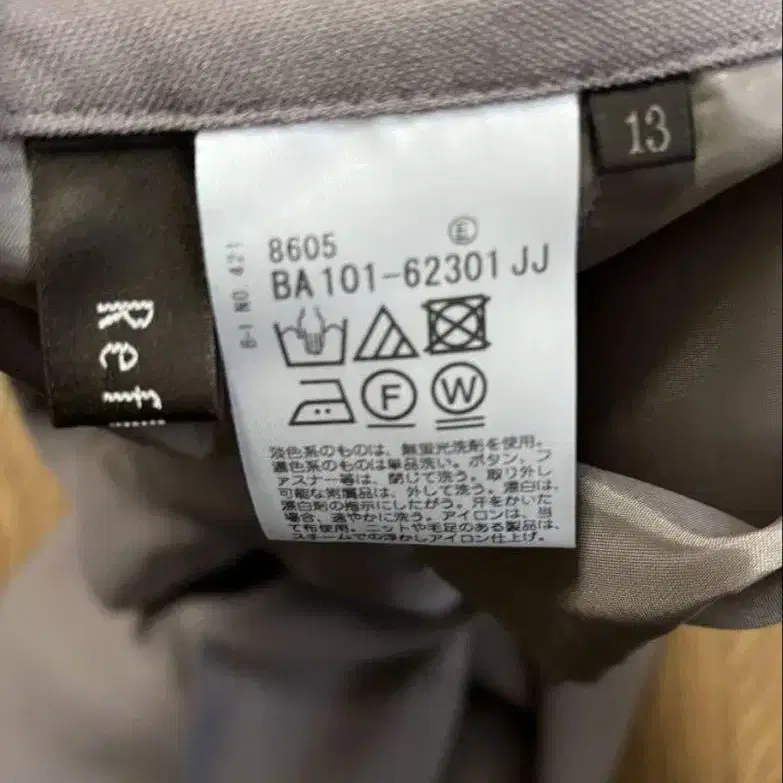 Ref
13
B-I NO. 421
8605
Ⓔ
BA101-62301 JJ
F
W
淡色系のものは、無蛍光洗剤を使用。
濃色系のものは単品洗い。ボタン、フ
ァスナー等は、閉じて洗う。取り外し
可能な附属品は、外して洗う。漂白は、
漂白剤の指示にしたがう。汗をかいた
場合、速やかに洗う。アイロンは、当
て布使用。ニットや毛足のある製品は、
スチームでの浮かしアイロン仕上げ。